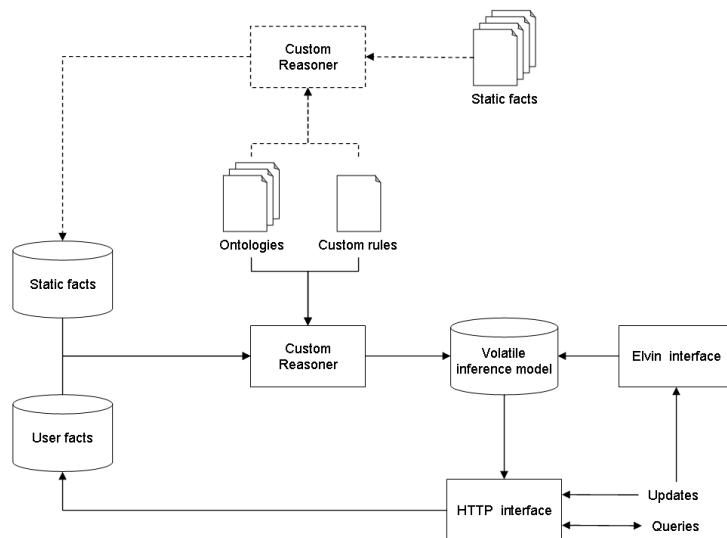 Custom
Reasoner
Static facts
Ontologies
Custom rules
Static facts
Custom
Reasoner
Volatile
inference model
Elvin interface
User facts
HTTP interface
Updates
Queries